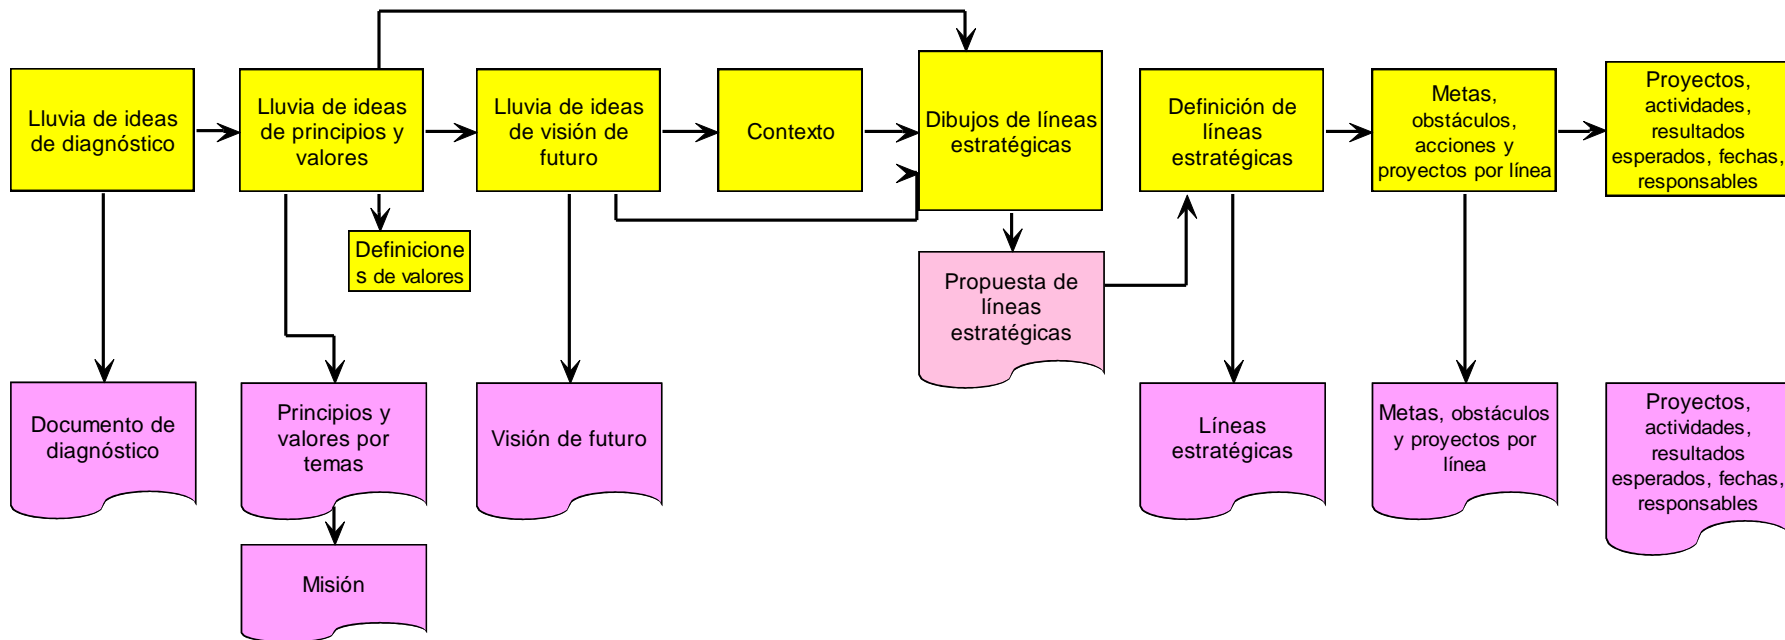 Lluvia de ideas
de diagnóstico
Lluvia de ideas
de principios y
valores
Lluvia de ideas
de visión de
futuro
Contexto
Dibujos de líneas
estratégicas
Definición de
líneas
estratégicas
Metas,
obstáculos,
acciones y
proyectos por línea
Proyectos,
actividades,
resultados
esperados, fechas,
responsables
Definicione
s de valores
Propuesta de
líneas
estratégicas
Documento de
diagnóstico
Principios y
valores por
temas
Visión de futuro
Líneas
estratégicas
Metas, obstáculos
y proyectos por
línea
Proyectos,
actividades,
resultados
esperados, fechas,
responsables
Misión